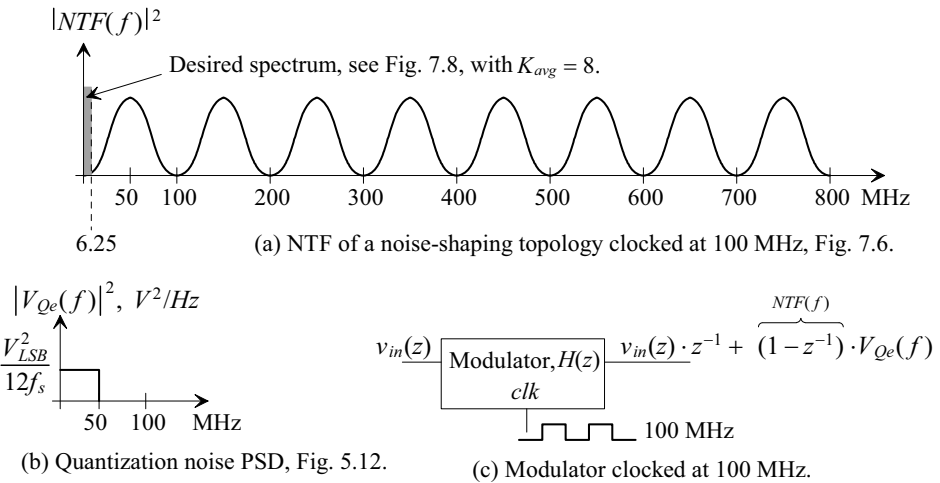 |NTF(f)|²
Desired spectrum, see Fig. 7.8, with K_avg = 8.
50 100 200 300 400 500 600 700 800 MHz
6.25
(a) NTF of a noise-shaping topology clocked at 100 MHz, Fig. 7.6.
|V_Qe(f)|², V²/Hz
V²_LSB
12f_s
50 100 MHz
(b) Quantization noise PSD, Fig. 5.12.
NTF(f)
v_in(z) Modulator, H(z) v_in(z) · z⁻¹ + (1 − z⁻¹) · V_Qe(f)
clk
100 MHz
(c) Modulator clocked at 100 MHz.